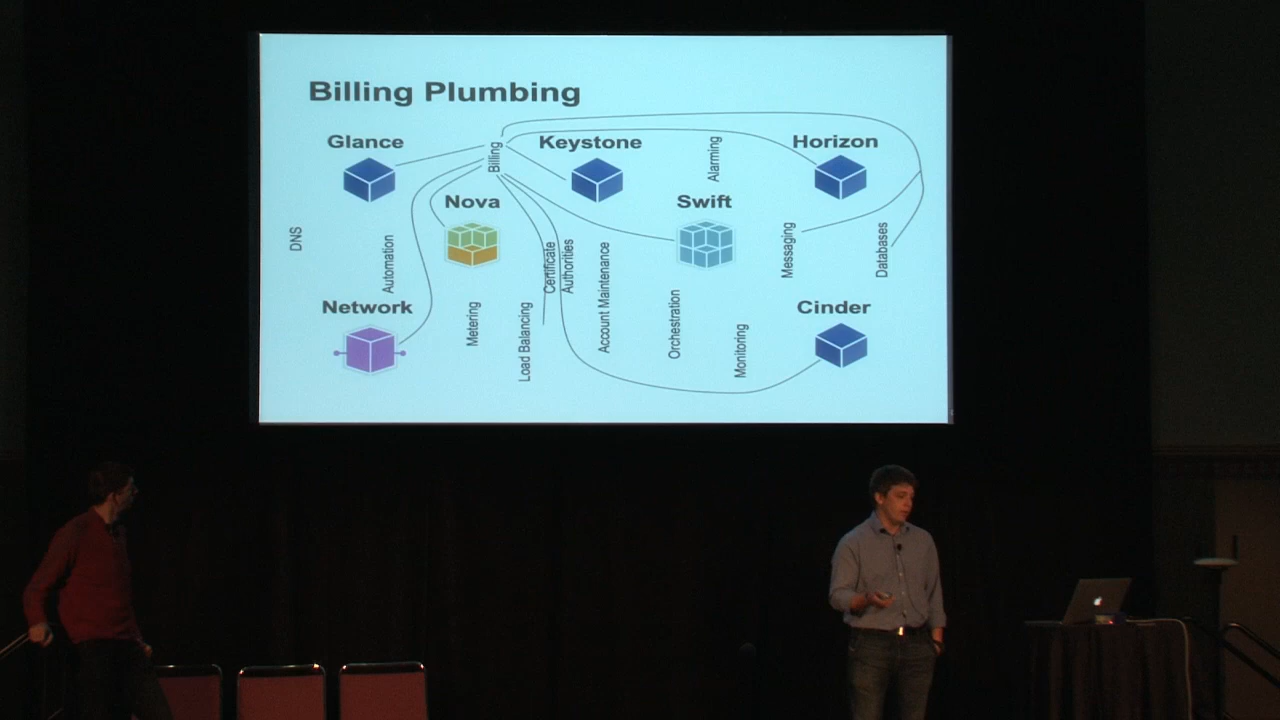 Billing Plumbing
Glance
Billing
Keystone
Alarming
Horizon
Nova
Swift
DNS
Automation
Certificate
Authorities
Account Maintenance
Messaging
Databases
Network
Metering
Load Balancing
Orchestration
Monitoring
Cinder